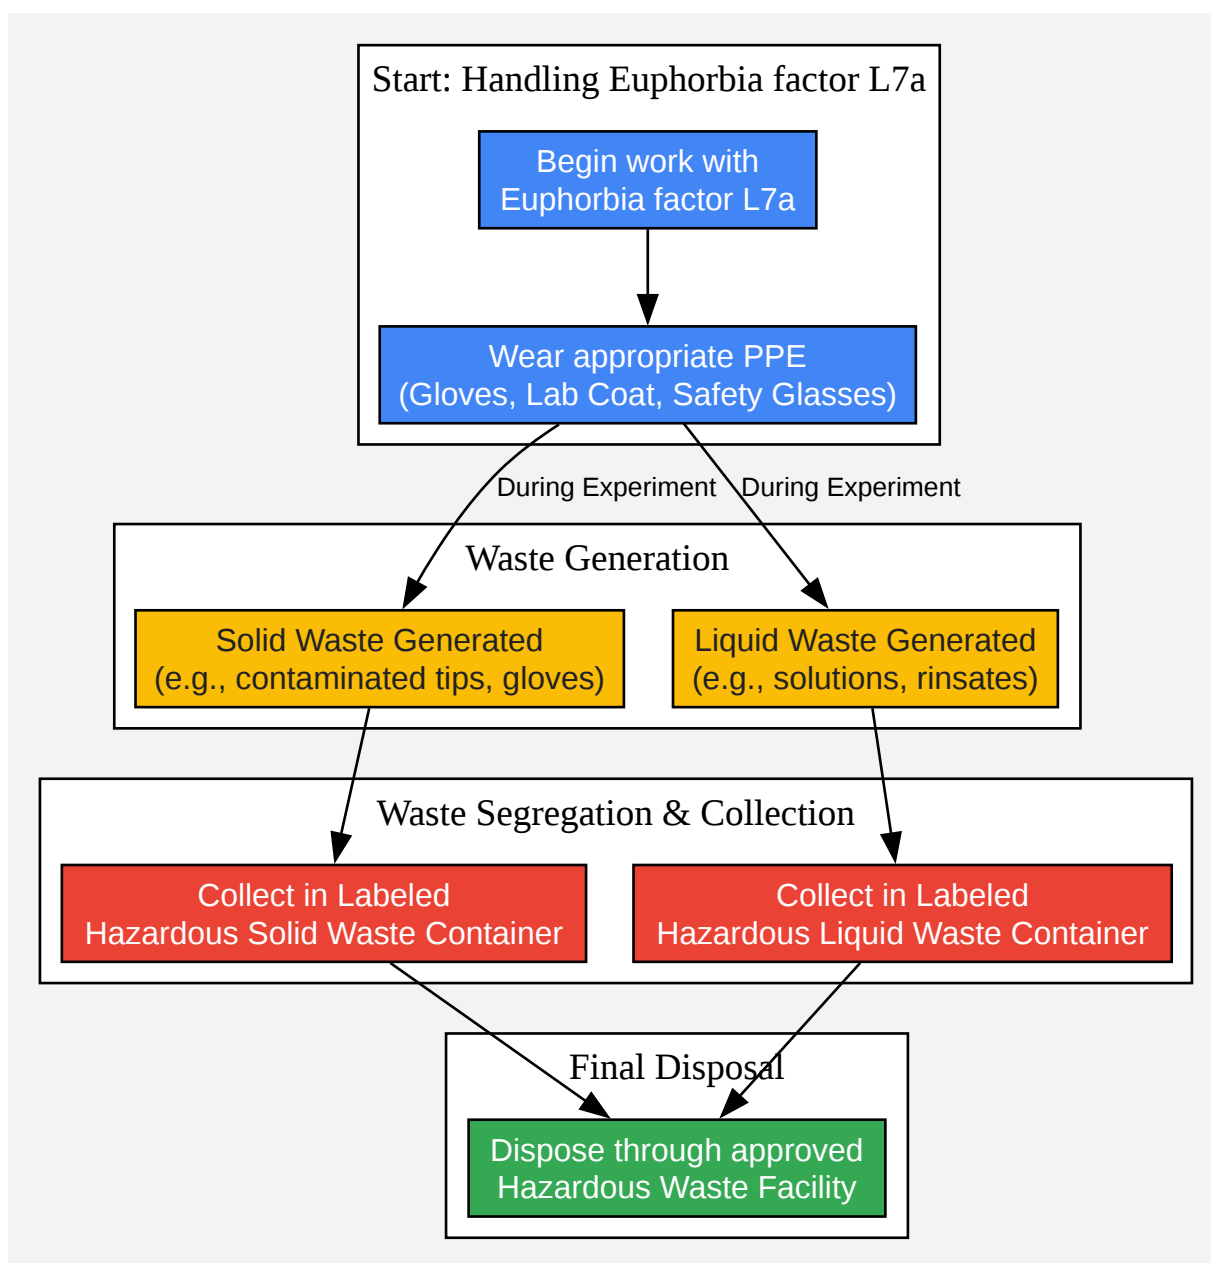 Start: Handling Euphorbia factor L7a
Begin work with
Euphorbia factor L7a
Wear appropriate PPE
(Gloves, Lab Coat, Safety Glasses)
During Experiment
During Experiment
Waste Generation
Solid Waste Generated
(e.g., contaminated tips, gloves)
Liquid Waste Generated
(e.g., solutions, rinsates)
Waste Segregation & Collection
Collect in Labeled
Hazardous Solid Waste Container
Collect in Labeled
Hazardous Liquid Waste Container
Final Disposal
Dispose through approved
Hazardous Waste Facility